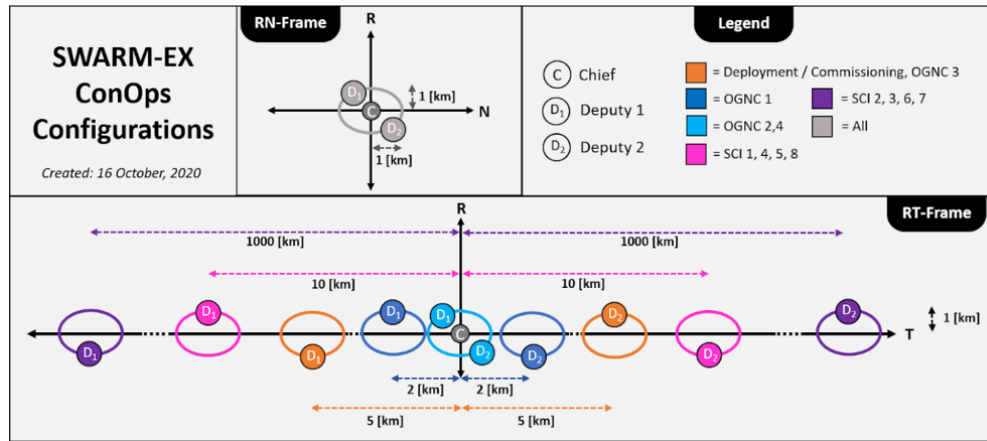 SWARM-EX
ConOps
Configurations
Created: 16 October, 2020
RN-Frame
R
D1
C
D2
N
1 [km]
1 [km]
Legend
C Chief
D1 Deputy 1
D2 Deputy 2
= Deployment / Commissioning, OGNC 3
= OGNC 1
= OGNC 2,4
= SCI 1, 4, 5, 8
= SCI 2, 3, 6, 7
= All
RT-Frame
R
1000 [km] 1000 [km]
10 [km] 10 [km]
D1 D1 D1 D1 D1 C D2 D2 D2 D2 D2
1 [km]
T
2 [km] 2 [km]
5 [km] 5 [km]